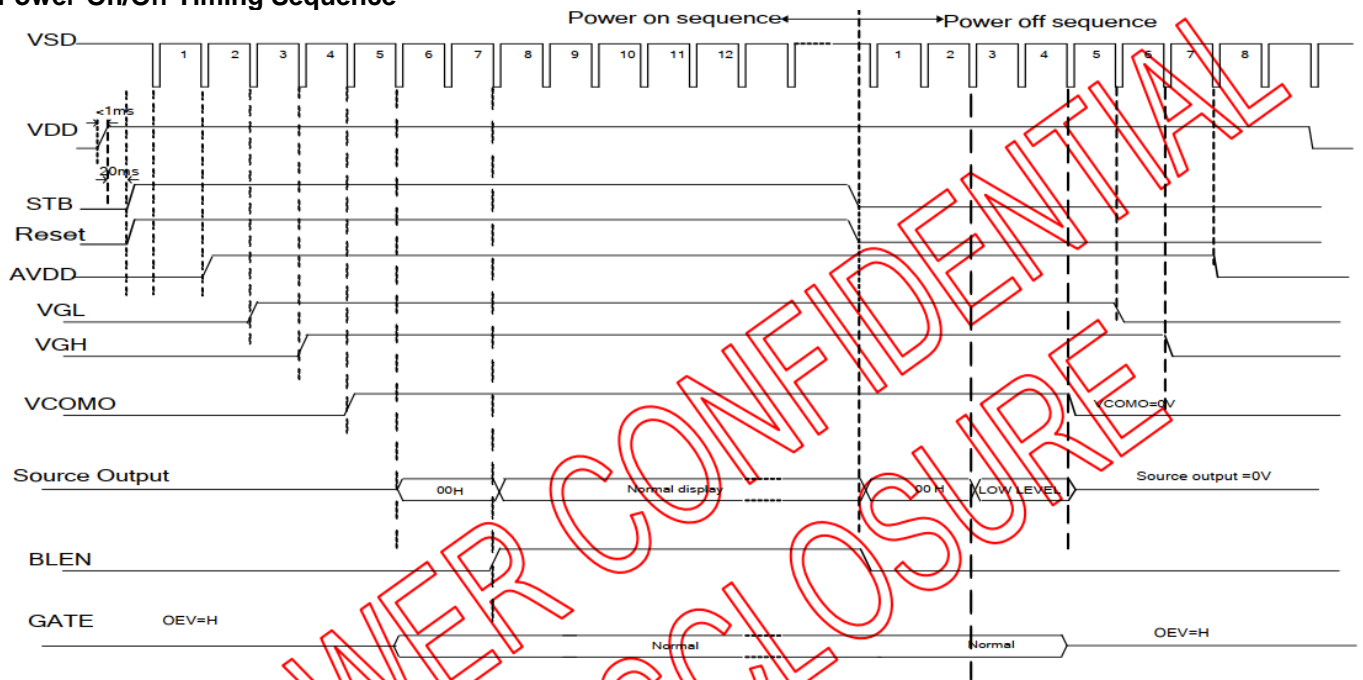 Power On/Off Timing Sequence
Power on sequence
Power off sequence
VSD
1 2 3 4 5 6 7 8 9 10 11 12 1 2 3 4 5 6 7 8
<1ms
VDD
20ms
STB
Reset
AVDD
VGL
VGH
VCOMO
VCOMO=0V
Source Output
00H
Normal display
00 H
LOW LEVEL
Source output =0V
BLEN
GATE
OEV=H
Normal
Normal
OEV=H
CONFIDENTIAL